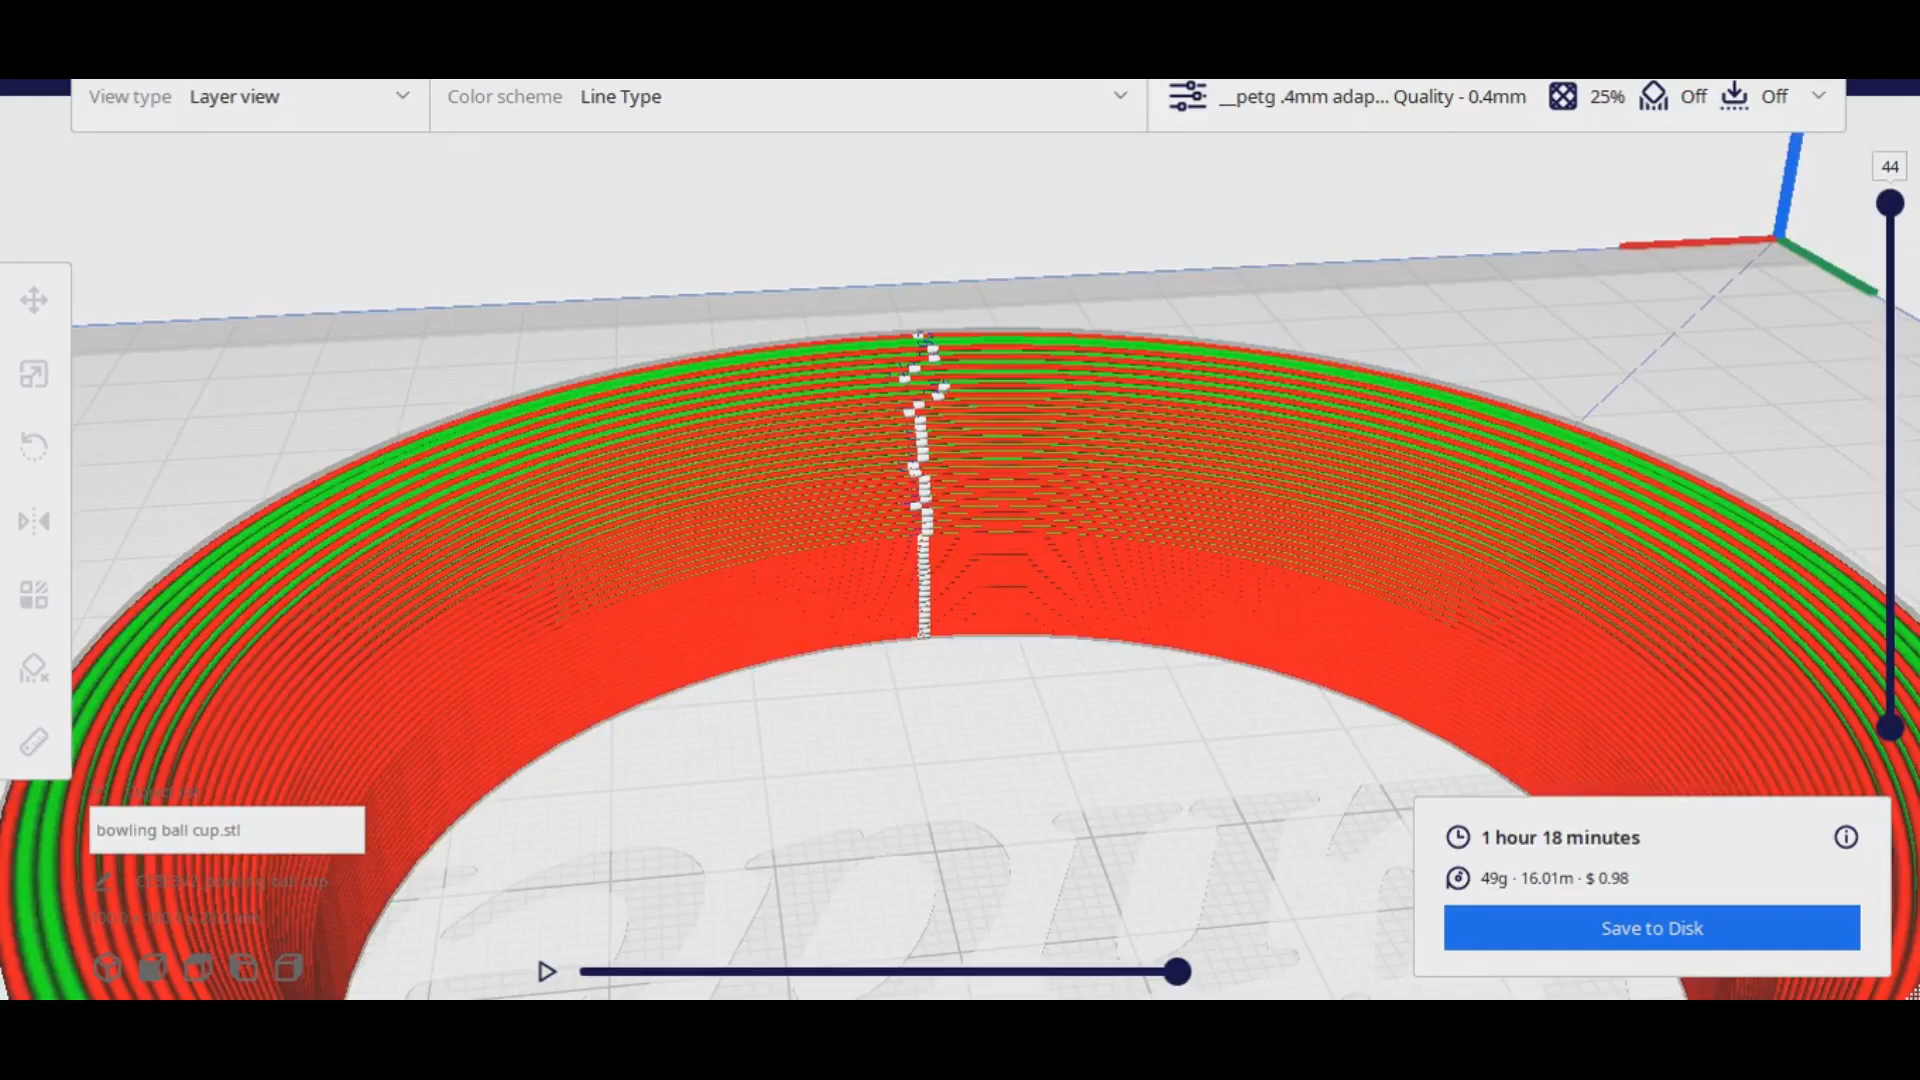 View type Layer view
Color scheme Line Type
__petg .4mm adap... Quality - 0.4mm 25% Off Off
44
bowling ball cup.stl
1 hour 18 minutes
49g · 16.01m · $ 0.98
Save to Disk